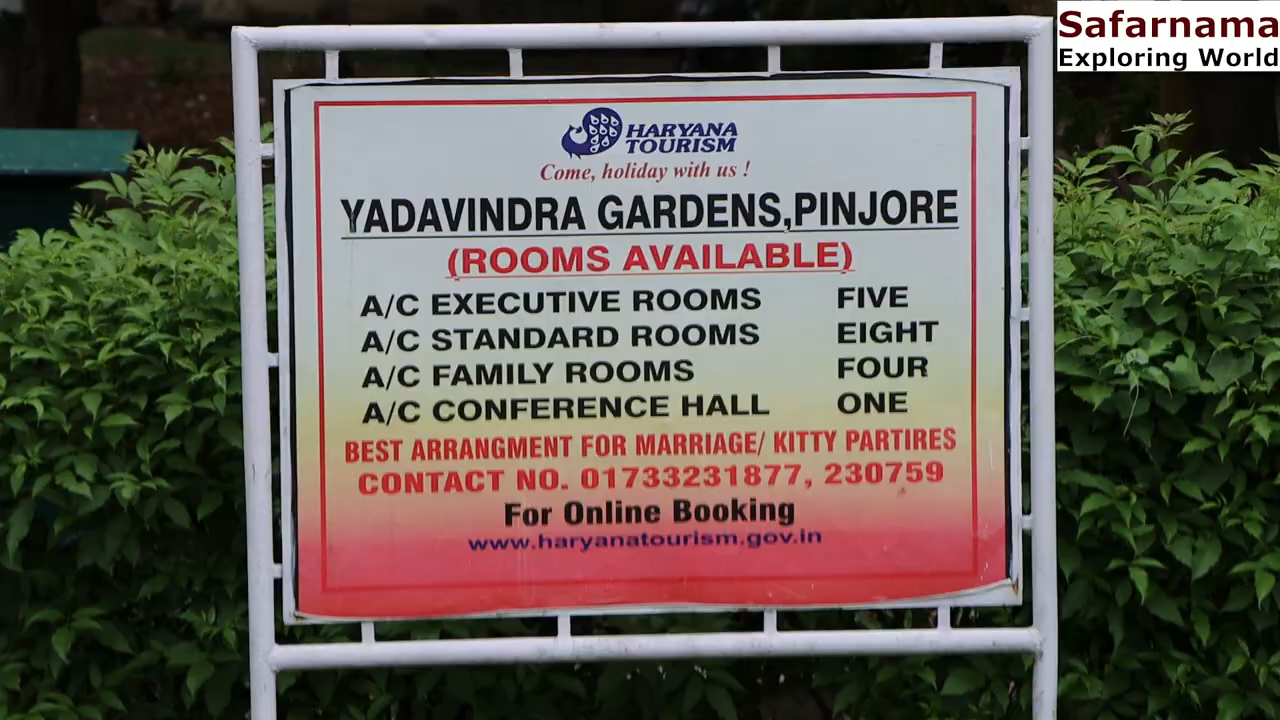 Safarnama
Exploring World
HARYANA
TOURISM
Come, holiday with us !
YADAVINDRA GARDENS,PINJORE
(ROOMS AVAILABLE)
A/C EXECUTIVE ROOMS FIVE
A/C STANDARD ROOMS EIGHT
A/C FAMILY ROOMS FOUR
A/C CONFERENCE HALL ONE
BEST ARRANGMENT FOR MARRIAGE/ KITTY PARTIRES
CONTACT NO. 01733231877, 230759
For Online Booking
www.haryanatourism.gov.in